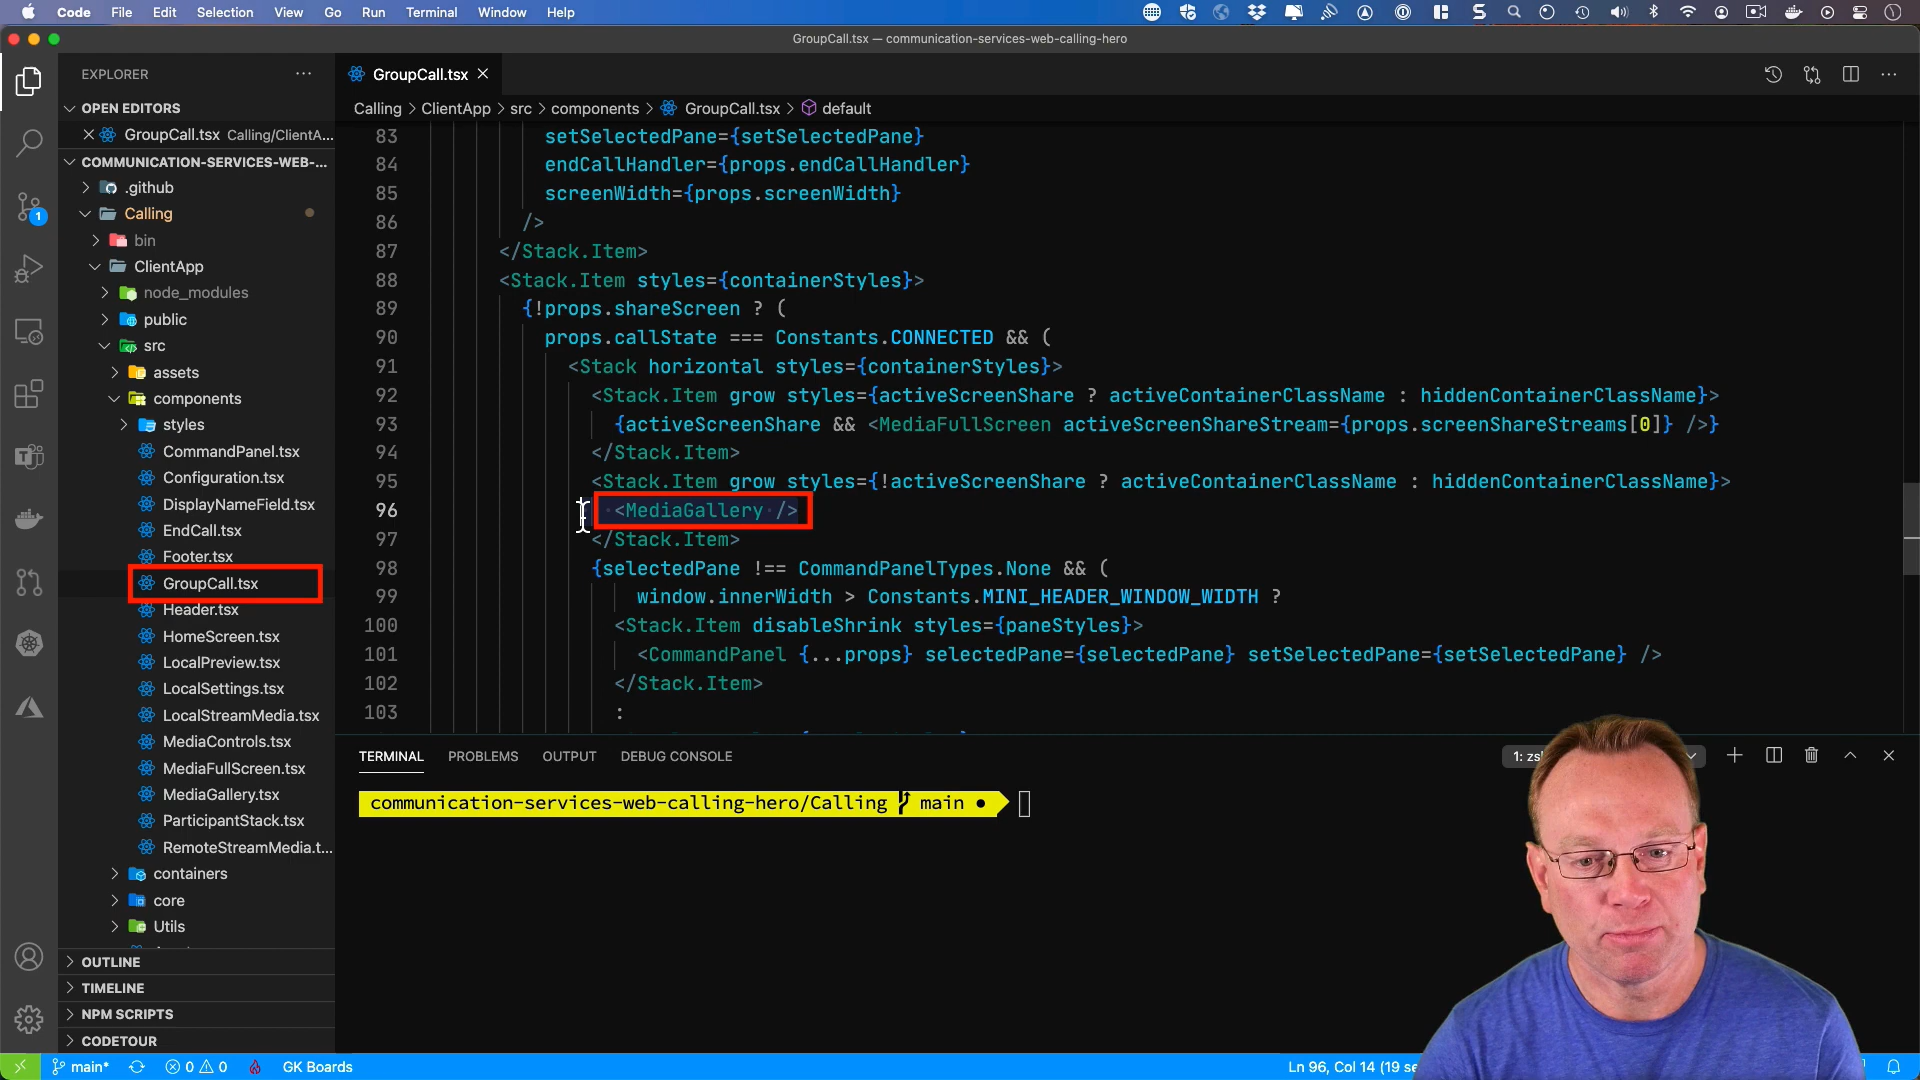 Code File Edit Selection View Go Run Terminal Window Help
GroupCall.tsx — communication-services-web-calling-hero
EXPLORER
OPEN EDITORS
GroupCall.tsx Calling/ClientA...
COMMUNICATION-SERVICES-WEB-...
.github
Calling
bin
ClientApp
node_modules
public
src
assets
components
styles
CommandPanel.tsx
Configuration.tsx
DisplayNameField.tsx
EndCall.tsx
Footer.tsx
GroupCall.tsx
Header.tsx
HomeScreen.tsx
LocalPreview.tsx
LocalSettings.tsx
LocalStreamMedia.tsx
MediaControls.tsx
MediaFullScreen.tsx
MediaGallery.tsx
ParticipantStack.tsx
RemoteStreamMedia.t...
containers
core
Utils
OUTLINE
TIMELINE
NPM SCRIPTS
CODETOUR
1
GroupCall.tsx
Calling > ClientApp > src > components > GroupCall.tsx > default
83 setSelectedPane={setSelectedPane}
84 endCallHandler={props.endCallHandler}
85 screenWidth={props.screenWidth}
86 />
87 </Stack.Item>
88 <Stack.Item styles={containerStyles}>
89 {!props.shareScreen ? (
90 props.callState === Constants.CONNECTED && (
91 <Stack horizontal styles={containerStyles}>
92 <Stack.Item grow styles={activeScreenShare ? activeContainerClassName : hiddenContainerClassName}>
93 {activeScreenShare && <MediaFullScreen activeScreenShareStream={props.screenShareStreams[0]} />}
94 </Stack.Item>
95 <Stack.Item grow styles={!activeScreenShare ? activeContainerClassName : hiddenContainerClassName}>
96 <MediaGallery />
97 </Stack.Item>
98 {selectedPane !== CommandPanelTypes.None && (
99 window.innerWidth > Constants.MINI_HEADER_WINDOW_WIDTH ?
100 <Stack.Item disableShrink styles={paneStyles}>
101 <CommandPanel {...props} selectedPane={selectedPane} setSelectedPane={setSelectedPane} />
102 </Stack.Item>
103 :
TERMINAL PROBLEMS OUTPUT DEBUG CONSOLE
1: zs
communication-services-web-calling-hero/Calling main ●
main* 0 0 GK Boards
Ln 96, Col 14 (19 se